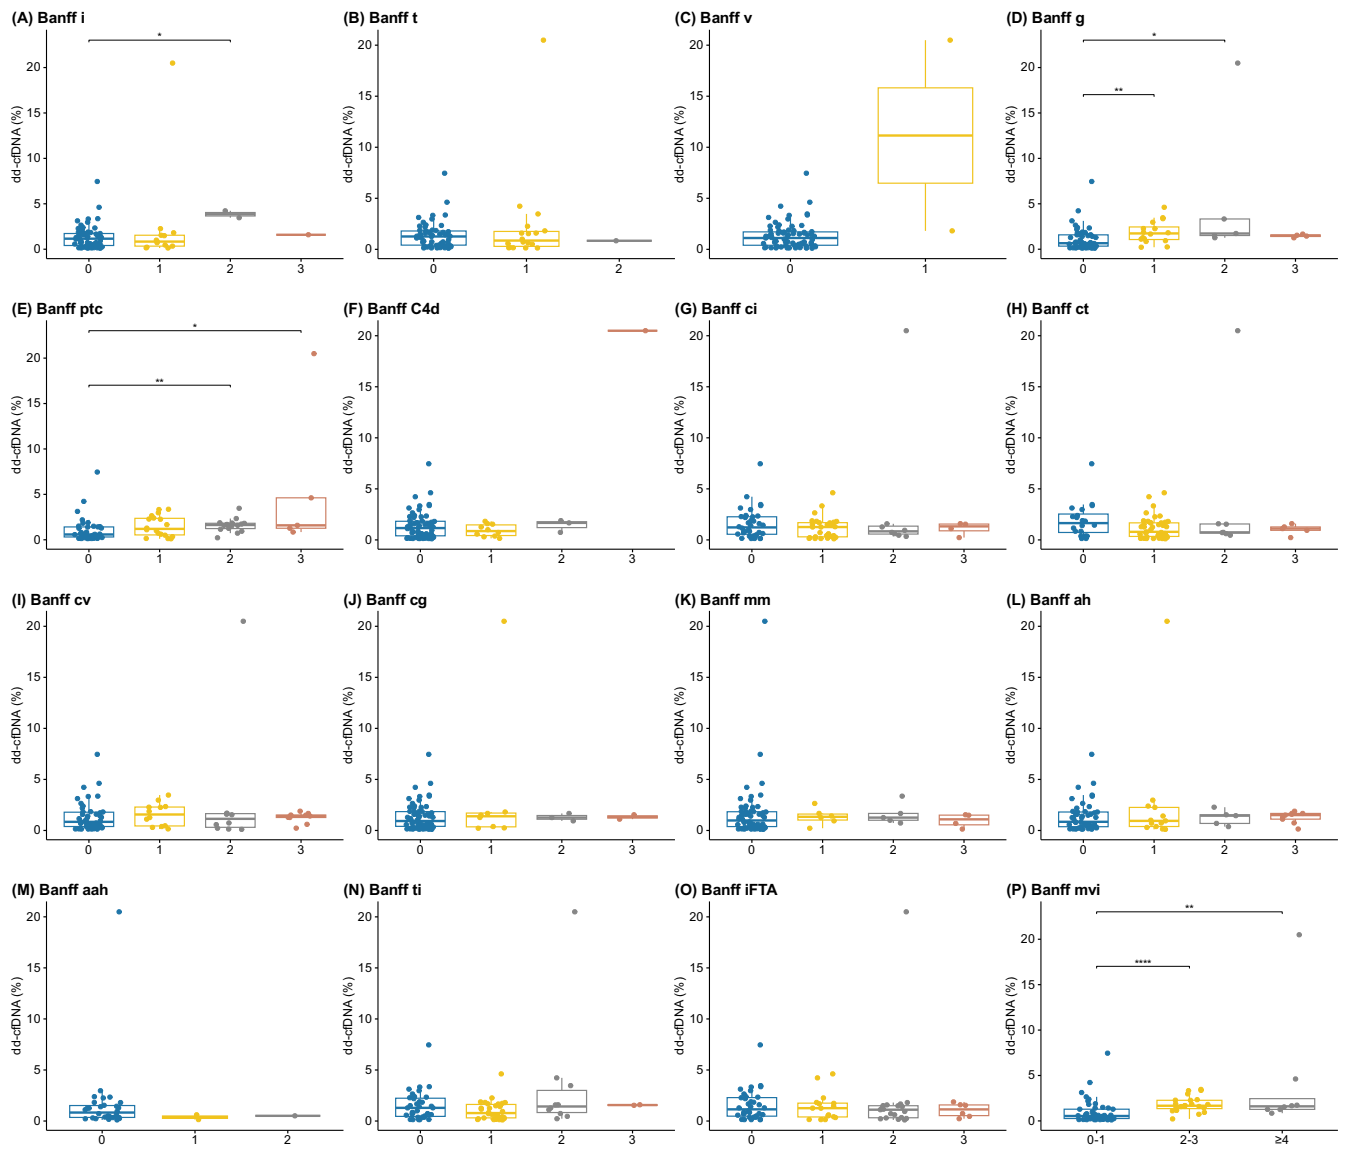 (A) Banff i
*
dd-cfDNA (%)
20
15
10
5
0
0 1 2 3
(B) Banff t
dd-cfDNA (%)
20
15
10
5
0
0 1 2
(C) Banff v
dd-cfDNA (%)
20
15
10
5
0
0 1
(D) Banff g
*
**
dd-cfDNA (%)
20
15
10
5
0
0 1 2 3
(E) Banff ptc
*
**
dd-cfDNA (%)
20
15
10
5
0
0 1 2 3
(F) Banff C4d
dd-cfDNA (%)
20
15
10
5
0
0 1 2 3
(G) Banff ci
dd-cfDNA (%)
20
15
10
5
0
0 1 2 3
(H) Banff ct
dd-cfDNA (%)
20
15
10
5
0
0 1 2 3
(I) Banff cv
dd-cfDNA (%)
20
15
10
5
0
0 1 2 3
(J) Banff cg
dd-cfDNA (%)
20
15
10
5
0
0 1 2 3
(K) Banff mm
dd-cfDNA (%)
20
15
10
5
0
0 1 2 3
(L) Banff ah
dd-cfDNA (%)
20
15
10
5
0
0 1 2 3
(M) Banff aah
dd-cfDNA (%)
20
15
10
5
0
0 1 2
(N) Banff ti
dd-cfDNA (%)
20
15
10
5
0
0 1 2 3
(O) Banff iFTA
dd-cfDNA (%)
20
15
10
5
0
0 1 2 3
(P) Banff mvi
**
****
dd-cfDNA (%)
20
15
10
5
0
0-1 2-3 ≥4